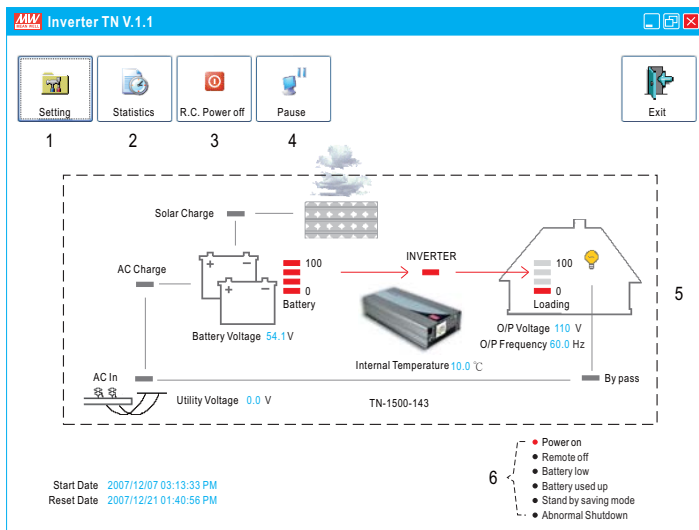 MW
MEAN WELL
Inverter TN V.1.1
Setting
Statistics
R.C. Power off
Pause
Exit
1
2
3
4
Solar Charge
AC Charge
INVERTER
100
0
Battery
100
0
Loading
5
Battery Voltage 54.1V
O/P Voltage 110 V
O/P Frequency 60.0 Hz
Internal Temperature 10.0 ℃
AC In
By pass
Utility Voltage 0.0 V
TN-1500-143
6
Power on
Remote off
Battery low
Battery used up
Stand by saving mode
Abnormal Shutdown
Start Date 2007/12/07 03:13:33 PM
Reset Date 2007/12/21 01:40:56 PM